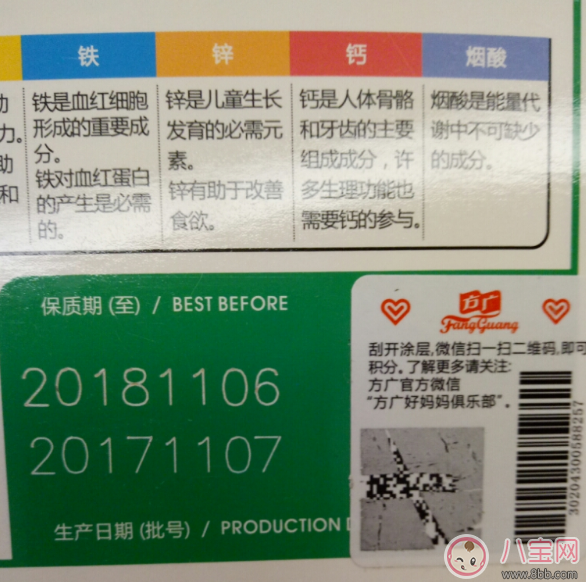 铁
锌
钙
烟酸
力。
助
和
铁是血红细胞
形成的重要成
分。
铁对血红蛋白
的产生是必需
的。
锌是儿童生长
发育的必需元
素。
锌有助于改善
食欲。
钙是人体骨骼
和牙齿的主要
组成成分，许
多生理功能也
需要钙的参与。
烟酸是能量代
谢中不可缺少
的成分。
保质期(至) / BEST BEFORE
20181106
20171107
生产日期(批号) / PRODUCTION
方广
FangGuang
刮开涂层,微信扫一扫二维码,即可
积分。了解更多请关注:
方广官方微信
“方广好妈妈俱乐部”。
30204300588257
八宝网
www.8bb.com